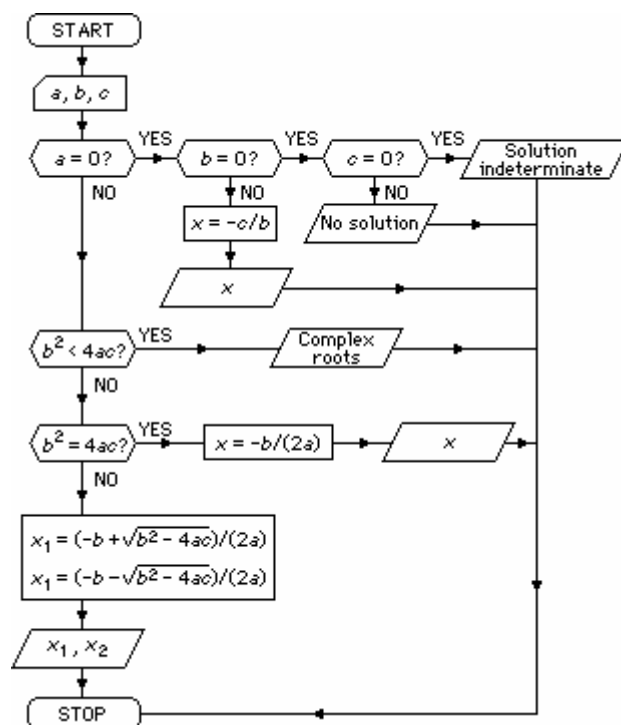 START
a, b, c
a = 0?
YES
b = 0?
YES
c = 0?
YES
Solution
indeterminate
NO
NO
NO
x = -c/b
No solution
x
b² < 4ac?
YES
Complex
roots
NO
b² = 4ac?
YES
x = -b/(2a)
x
NO
x₁ = (-b + √b² - 4ac)/(2a)
x₁ = (-b - √b² - 4ac)/(2a)
x₁, x₂
STOP